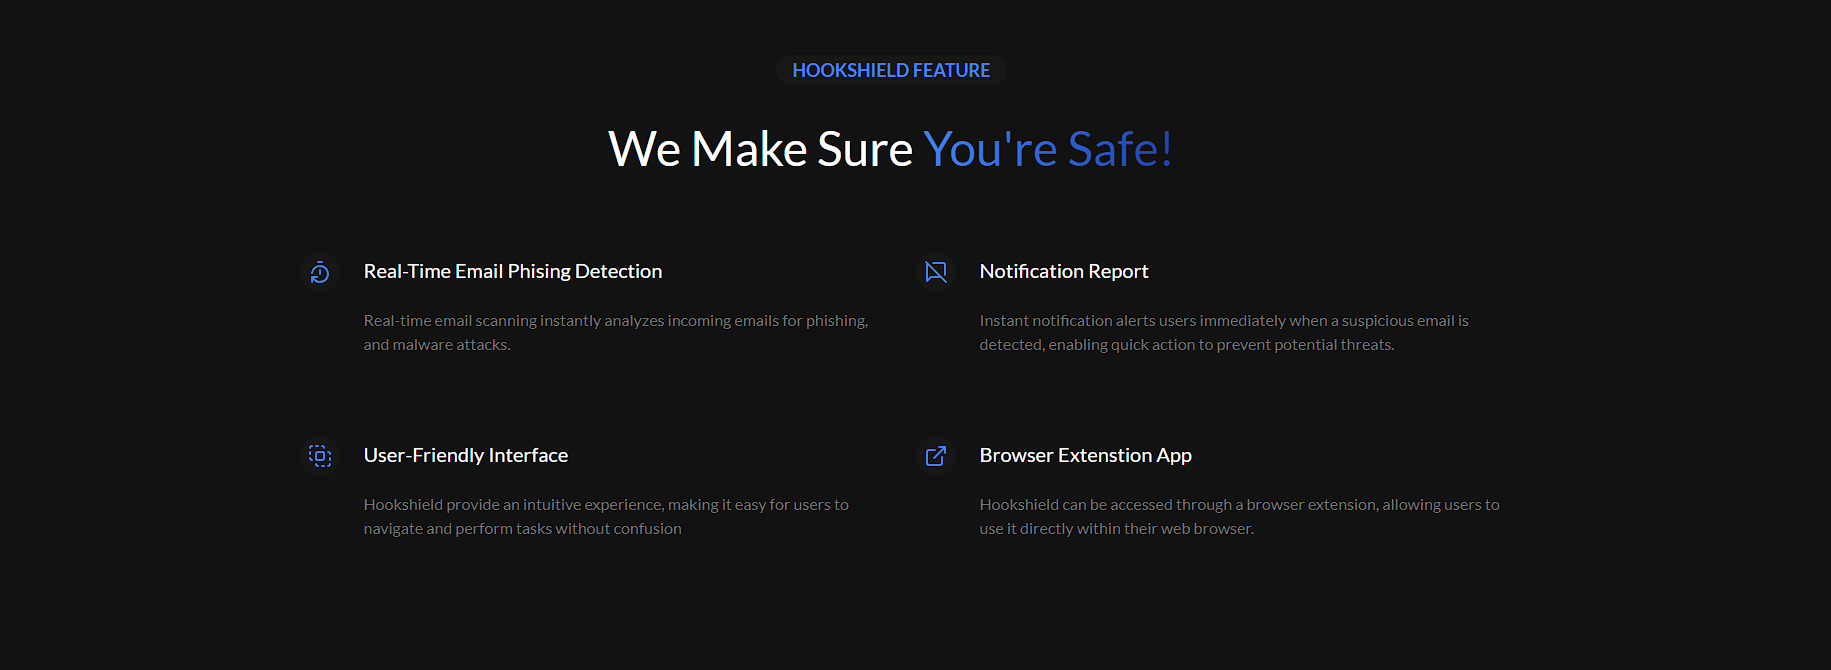 HOOKSHIELD FEATURE
We Make Sure You're Safe!
Real-Time Email Phising Detection
Real-time email scanning instantly analyzes incoming emails for phishing,
and malware attacks.
Notification Report
Instant notification alerts users immediately when a suspicious email is
detected, enabling quick action to prevent potential threats.
User-Friendly Interface
Hookshield provide an intuitive experience, making it easy for users to
navigate and perform tasks without confusion
Browser Extenstion App
Hookshield can be accessed through a browser extension, allowing users to
use it directly within their web browser.